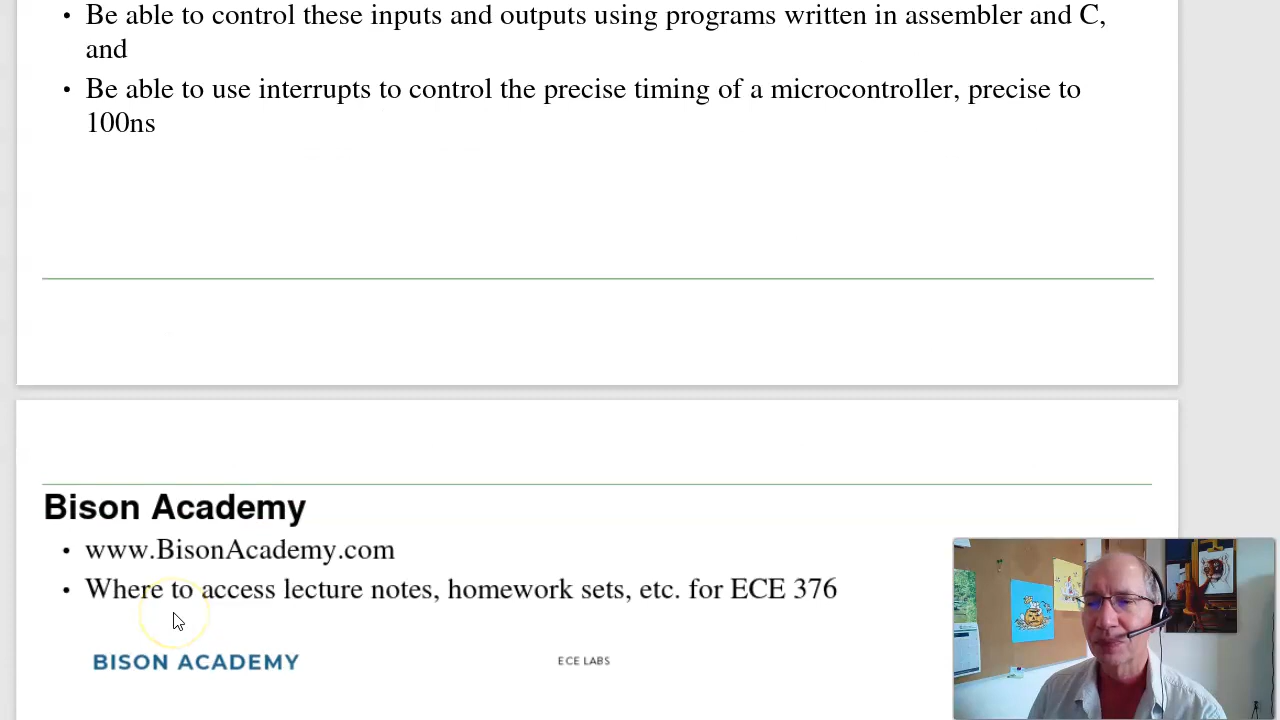 • Be able to control these inputs and outputs using programs written in assembler and C,
and
• Be able to use interrupts to control the precise timing of a microcontroller, precise to
100ns
Bison Academy
• www.BisonAcademy.com
• Where to access lecture notes, homework sets, etc. for ECE 376
BISON ACADEMY
ECE LABS